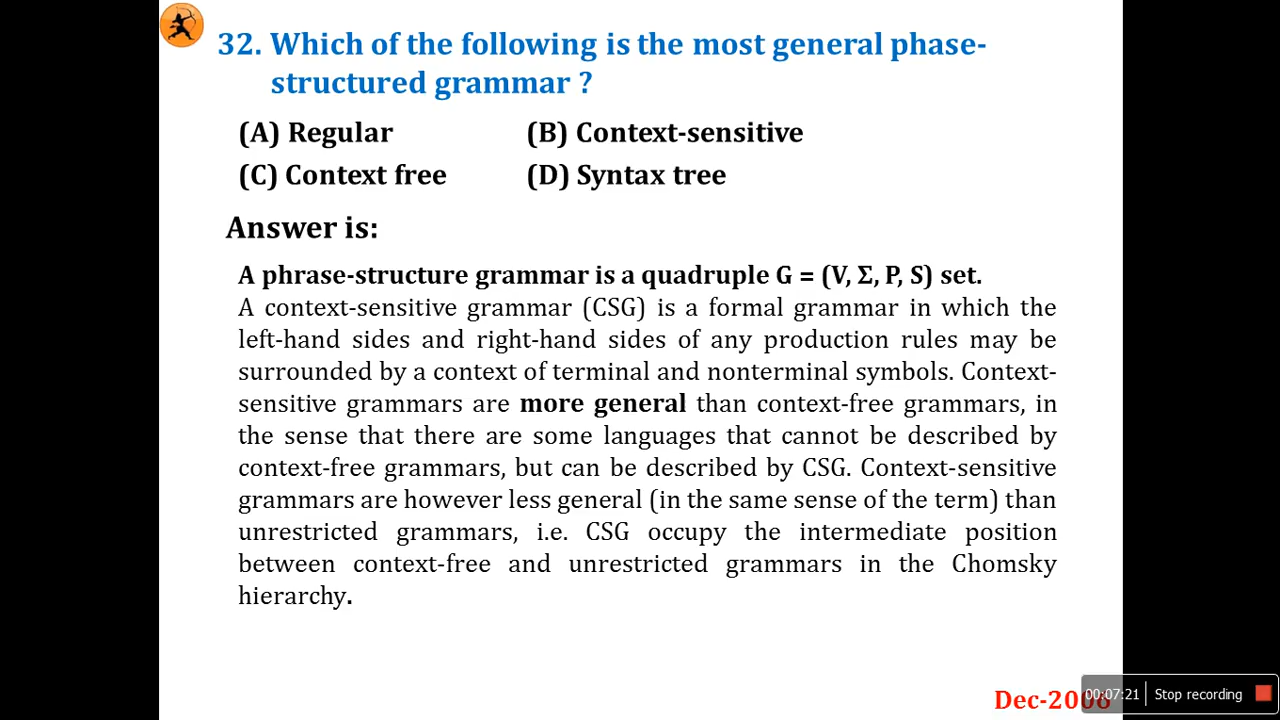 32. Which of the following is the most general phase-
structured grammar ?
(A) Regular (B) Context-sensitive
(C) Context free (D) Syntax tree
Answer is:
A phrase-structure grammar is a quadruple G = (V, Σ, P, S) set.
A context-sensitive grammar (CSG) is a formal grammar in which the
left-hand sides and right-hand sides of any production rules may be
surrounded by a context of terminal and nonterminal symbols. Context-
sensitive grammars are more general than context-free grammars, in
the sense that there are some languages that cannot be described by
context-free grammars, but can be described by CSG. Context-sensitive
grammars are however less general (in the same sense of the term) than
unrestricted grammars, i.e. CSG occupy the intermediate position
between context-free and unrestricted grammars in the Chomsky
hierarchy.
00:07:21 Stop recording